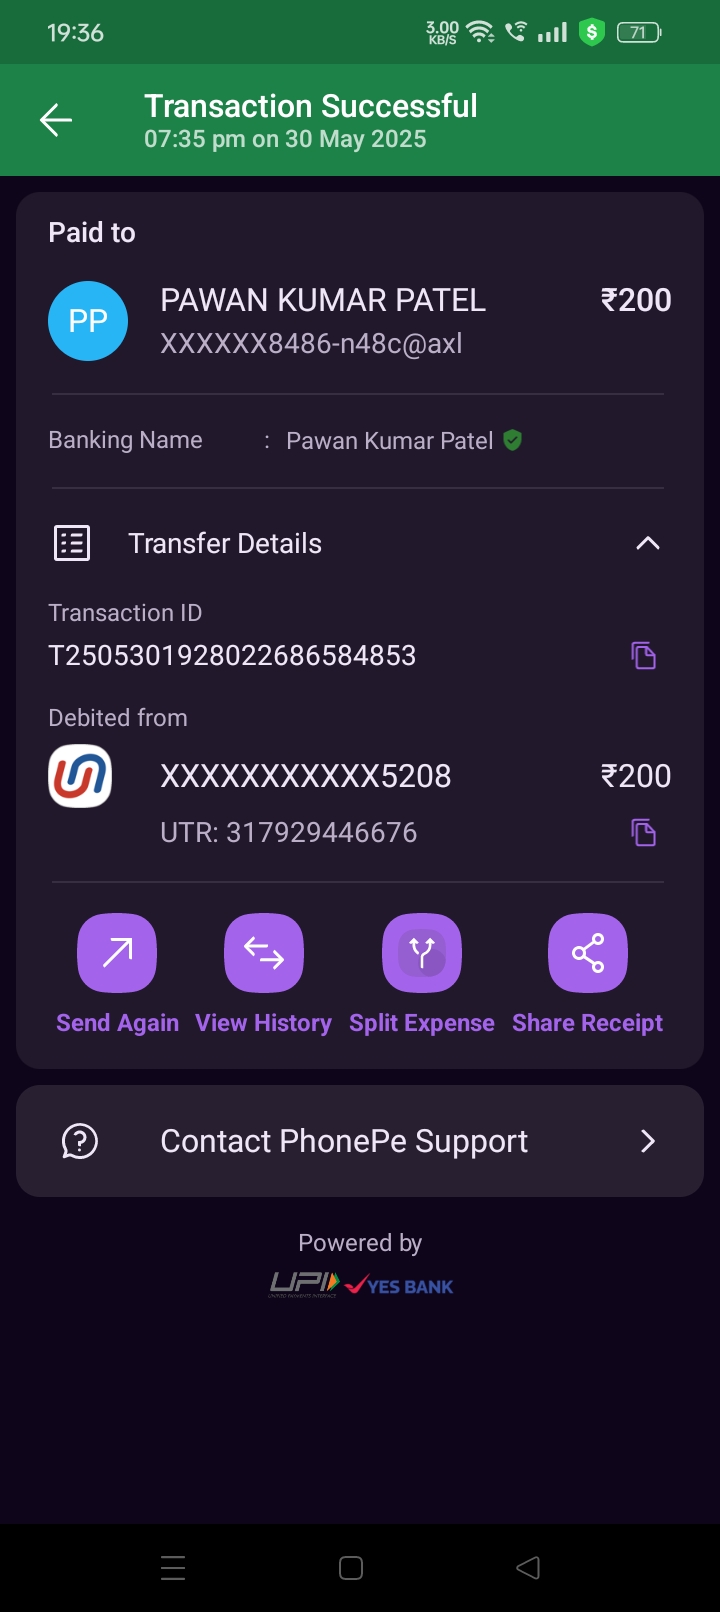 19:36
3.00
KB/S
71
Transaction Successful
07:35 pm on 30 May 2025
Paid to
PP
PAWAN KUMAR PATEL
₹200
XXXXXX8486-n48c@axl
Banking Name : Pawan Kumar Patel
Transfer Details
Transaction ID
T2505301928022686584853
Debited from
XXXXXXXXXXX5208
₹200
UTR: 317929446676
Send Again View History Split Expense Share Receipt
Contact PhonePe Support
Powered by
UPI YES BANK
UNIFIED PAYMENTS INTERFACE